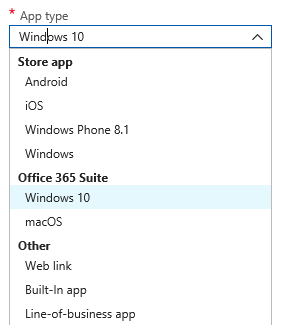 * App type
Windows 10
Store app
Android
iOS
Windows Phone 8.1
Windows
Office 365 Suite
Windows 10
macOS
Other
Web link
Built-In app
Line-of-business app